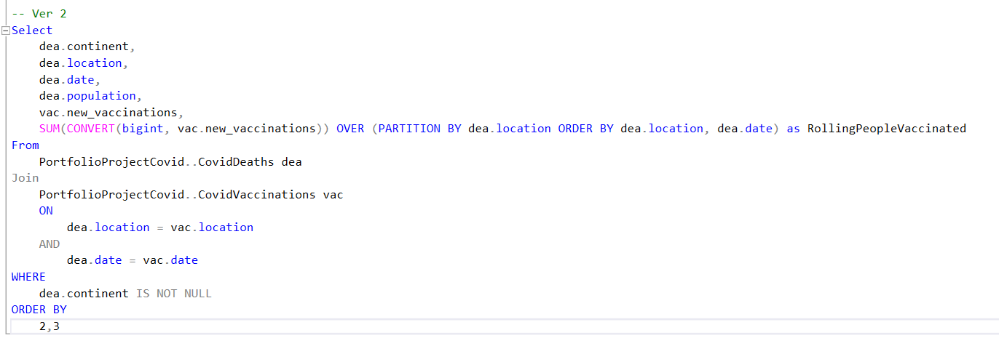 -- Ver 2
Select
    dea.continent,
    dea.location,
    dea.date,
    dea.population,
    vac.new_vaccinations,
    SUM(CONVERT(bigint, vac.new_vaccinations)) OVER (PARTITION BY dea.location ORDER BY dea.location, dea.date) as RollingPeopleVaccinated
From
    PortfolioProjectCovid..CovidDeaths dea
Join
    PortfolioProjectCovid..CovidVaccinations vac
    ON
        dea.location = vac.location
    AND
        dea.date = vac.date
WHERE
    dea.continent IS NOT NULL
ORDER BY
    2,3